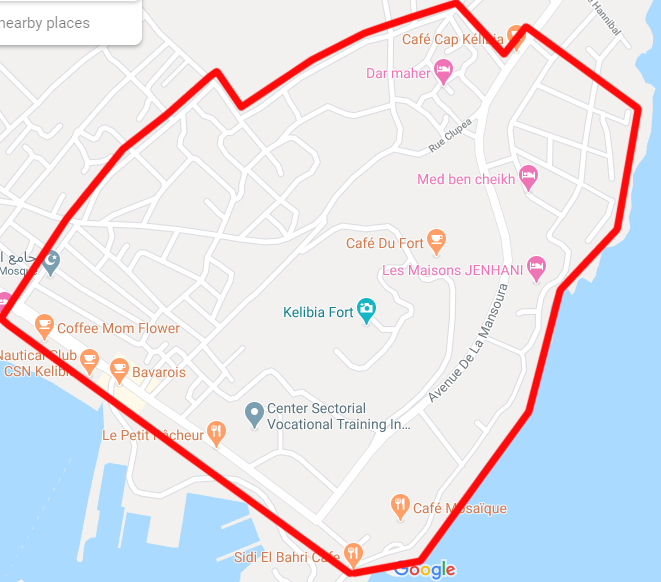 nearby places
Hannibal
Café Cap Kélibia
Dar maher
Rue Clupea
Med ben cheikh
Café Du Fort
Les Maisons JENHANI
Mosque
Kelibia Fort
Avenue De La Mansoura
Coffee Mom Flower
Nautical Club
CSN Kelibi
Bavarois
Center Sectorial
Vocational Training In...
Le Petit Pêcheur
Café Mosaïque
Sidi El Bahri Cafe
Google